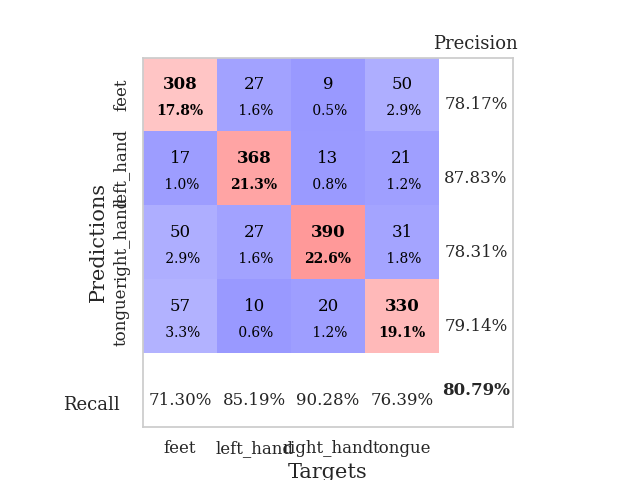 Precision
308 27 9 50
17.8% 1.6% 0.5% 2.9% 78.17%
17 368 13 21
1.0% 21.3% 0.8% 1.2% 87.83%
50 27 390 31
2.9% 1.6% 22.6% 1.8% 78.31%
57 10 20 330
3.3% 0.6% 1.2% 19.1% 79.14%
Recall 71.30% 85.19% 90.28% 76.39% 80.79%
feet left_hand right_hand tongue
Targets
Predictions
feet
left_hand
right_hand
tongue